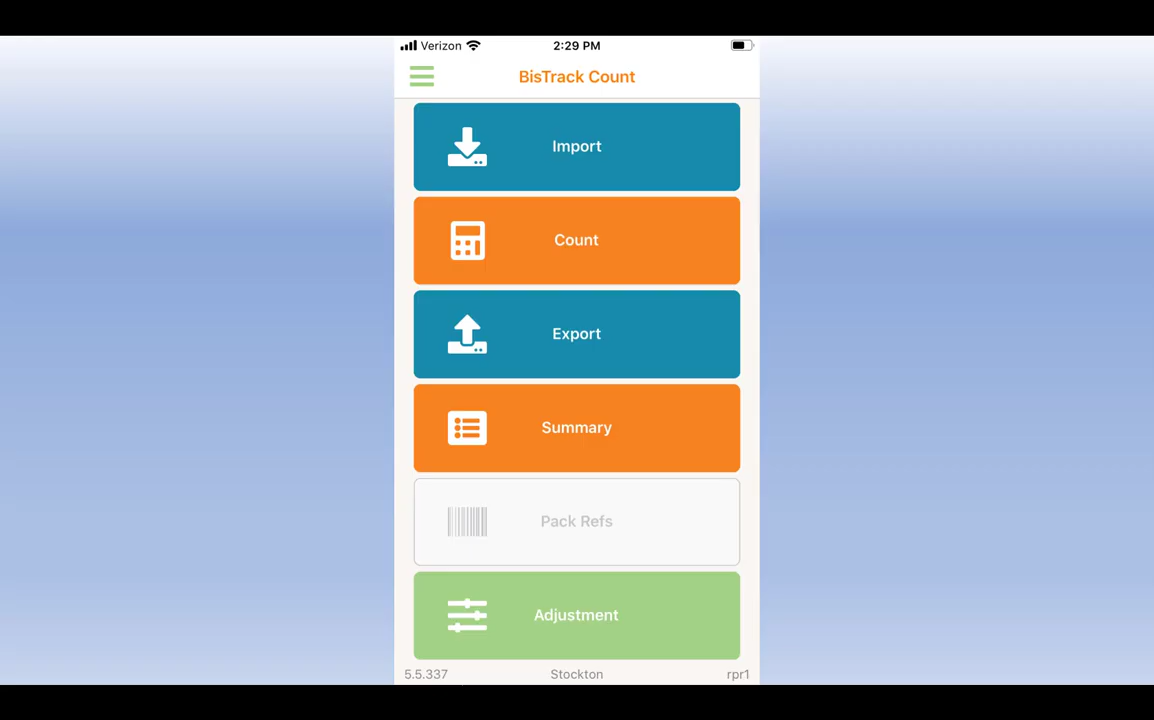 Verizon 2:29 PM
BisTrack Count
Import
Count
Export
Summary
Pack Refs
Adjustment
5.5.337 Stockton rpr1